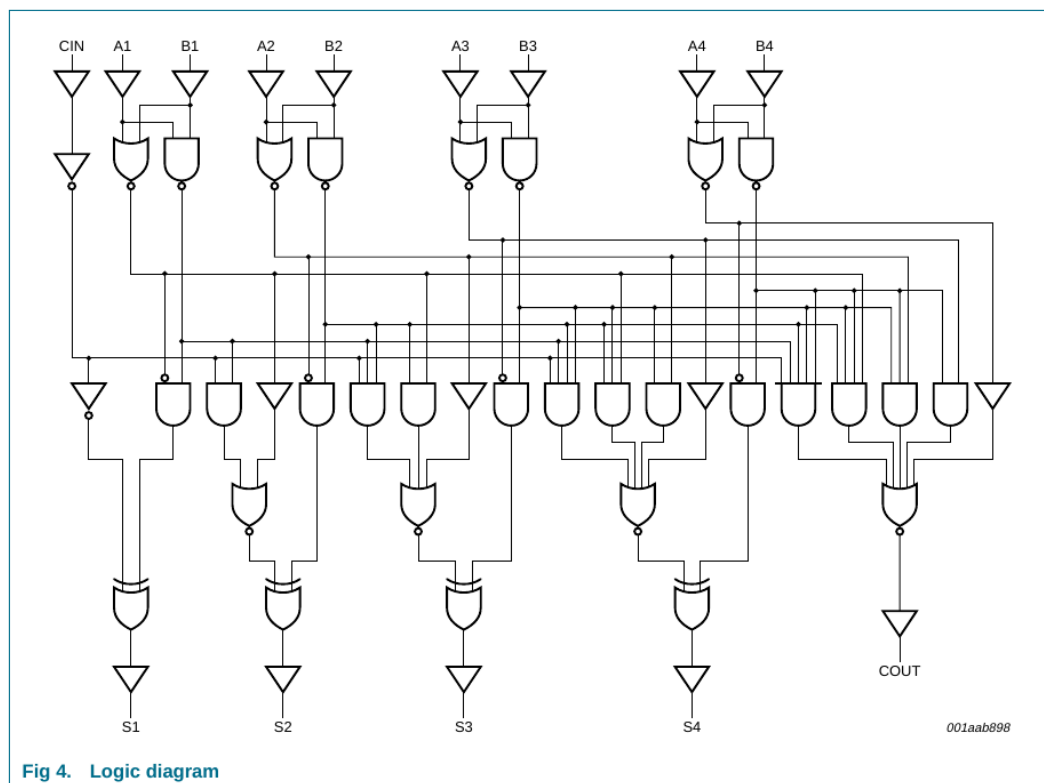 CIN A1 B1 A2 B2 A3 B3 A4 B4
COUT
S1 S2 S3 S4 001aab898
Fig 4. Logic diagram